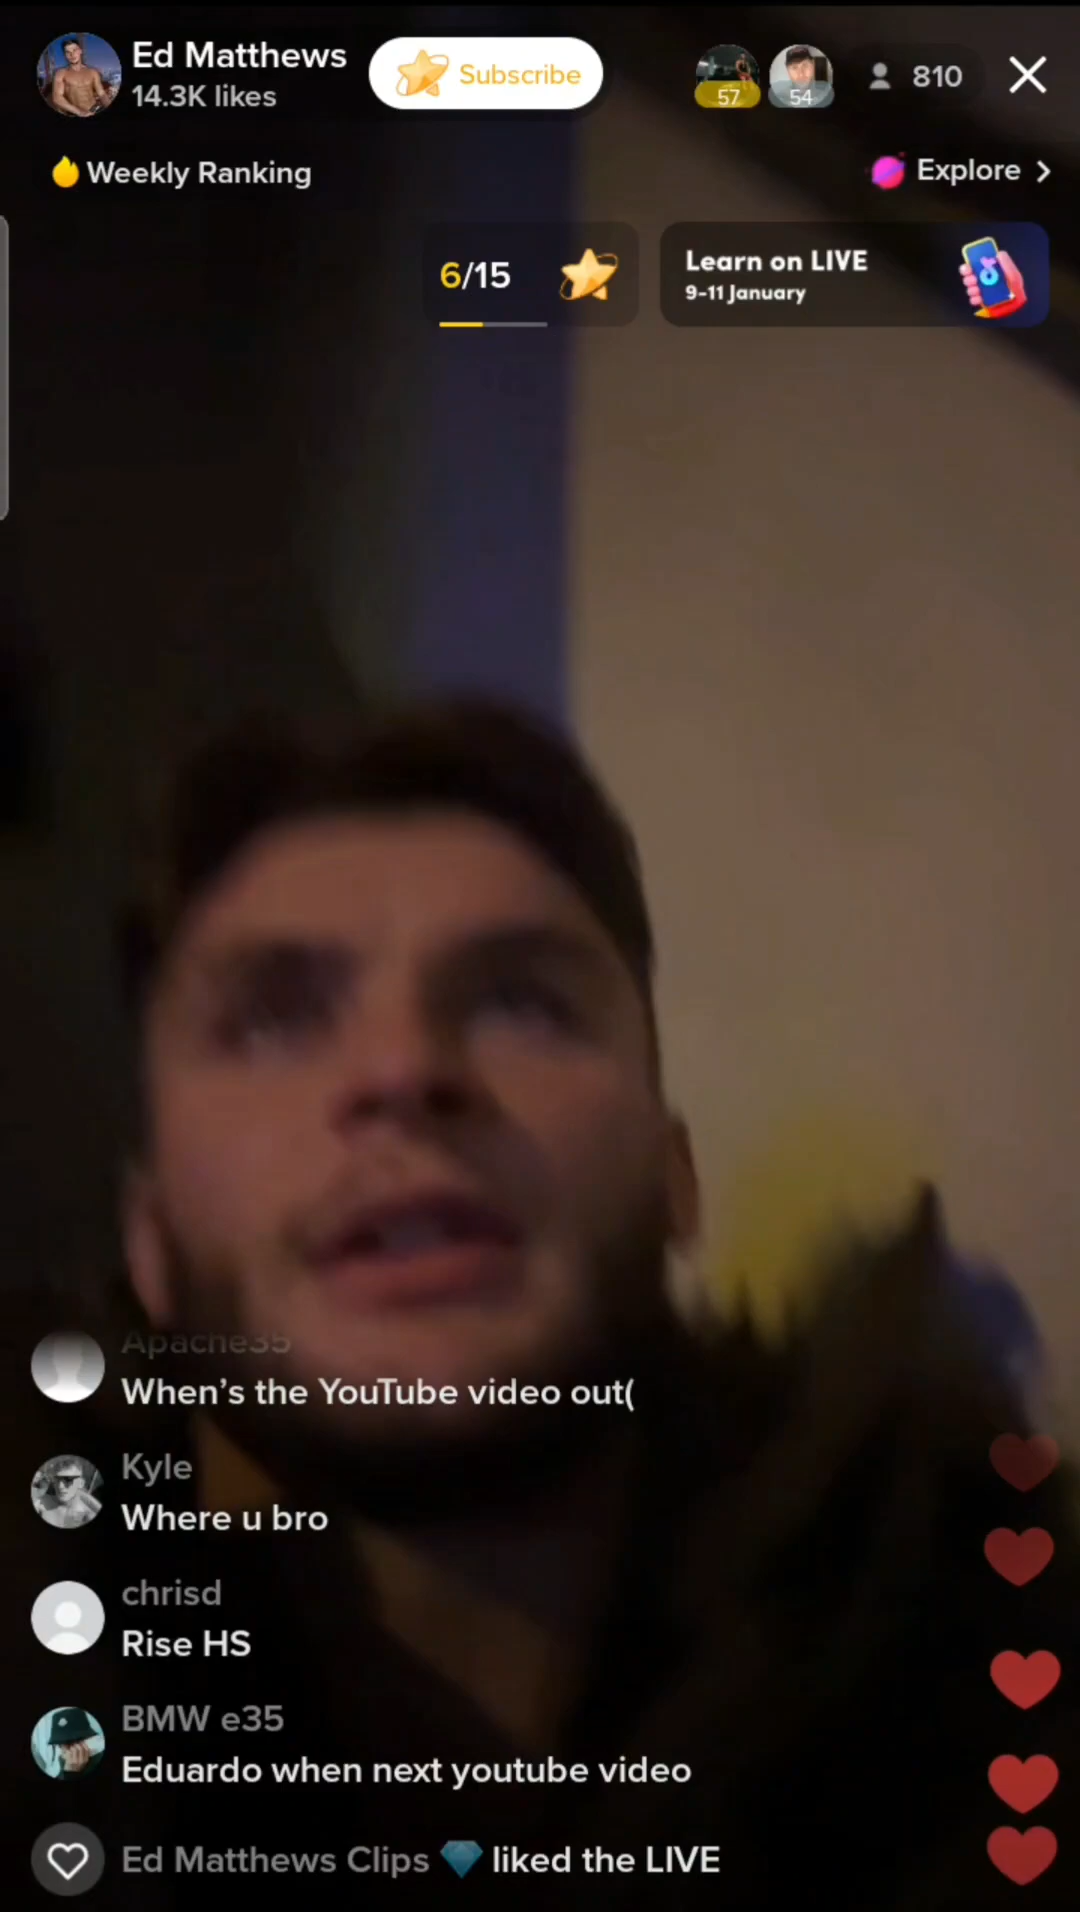 Ed Matthews
14.3K likes
Subscribe
57
54
810
Weekly Ranking
Explore
6/15
Learn on LIVE
9-11 January
Apache35
When's the YouTube video out(
Kyle
Where u bro
chrisd
Rise HS
BMW e35
Eduardo when next youtube video
Ed Matthews Clips 💎 liked the LIVE